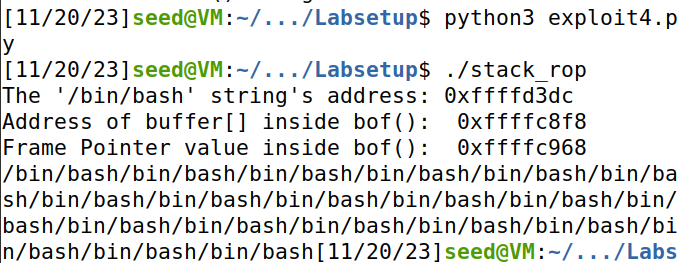 [11/20/23]seed@VM:~/.../Labsetup$ python3 exploit4.p
y
[11/20/23]seed@VM:~/.../Labsetup$ ./stack_rop
The '/bin/bash' string's address: 0xffffd3dc
Address of buffer[] inside bof():  0xffffc8f8
Frame Pointer value inside bof():  0xffffc968
/bin/bash/bin/bash/bin/bash/bin/bash/bin/bash/bin/ba
sh/bin/bash/bin/bash/bin/bash/bin/bash/bin/bash/bin/
bash/bin/bash/bin/bash/bin/bash/bin/bash/bin/bash/bi
n/bash/bin/bash/bin/bash[11/20/23]seed@VM:~/.../Labs